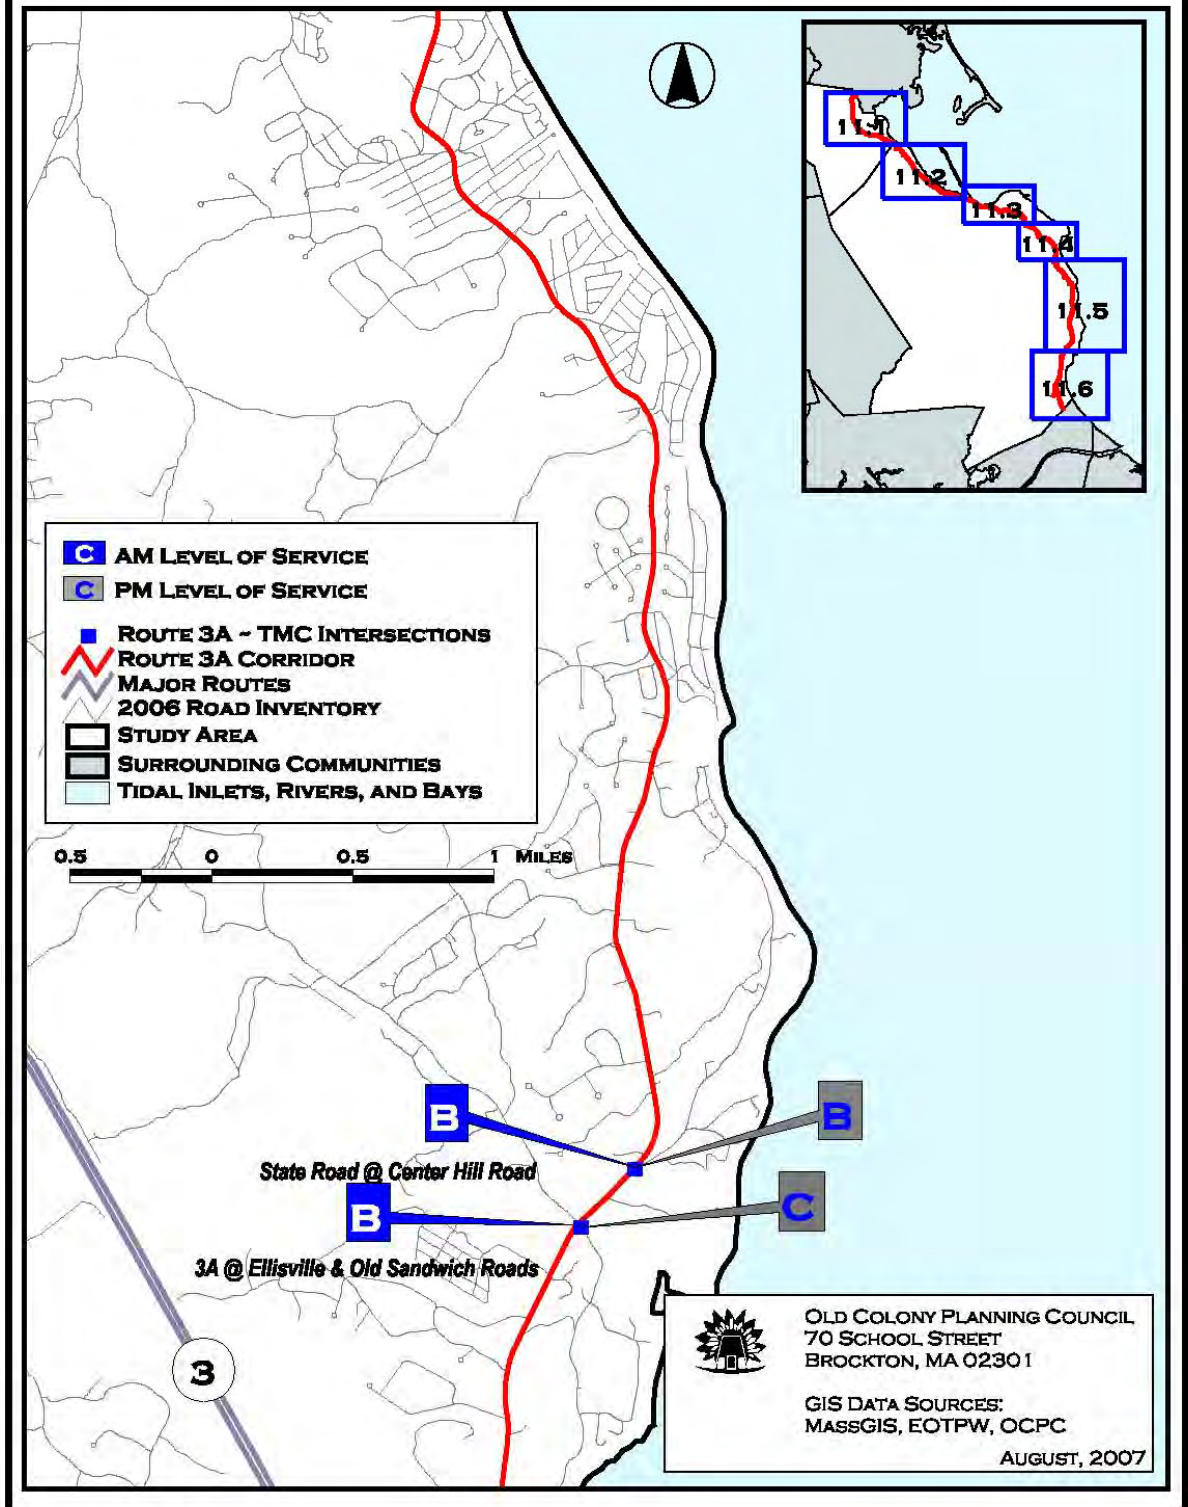 11.1
11.2
11.3
11.4
11.5
11.6
C AM LEVEL OF SERVICE
C PM LEVEL OF SERVICE
ROUTE 3A ~ TMC INTERSECTIONS
ROUTE 3A CORRIDOR
MAJOR ROUTES
2006 ROAD INVENTORY
STUDY AREA
SURROUNDING COMMUNITIES
TIDAL INLETS, RIVERS, AND BAYS
0.5 0 0.5 1 MILES
B
B
State Road @ Center Hill Road
B
C
3A @ Ellisville & Old Sandwich Roads
3
OLD COLONY PLANNING COUNCIL
70 SCHOOL STREET
BROCKTON, MA 02301
GIS DATA SOURCES:
MASSGIS, EOTPW, OCPC
AUGUST, 2007